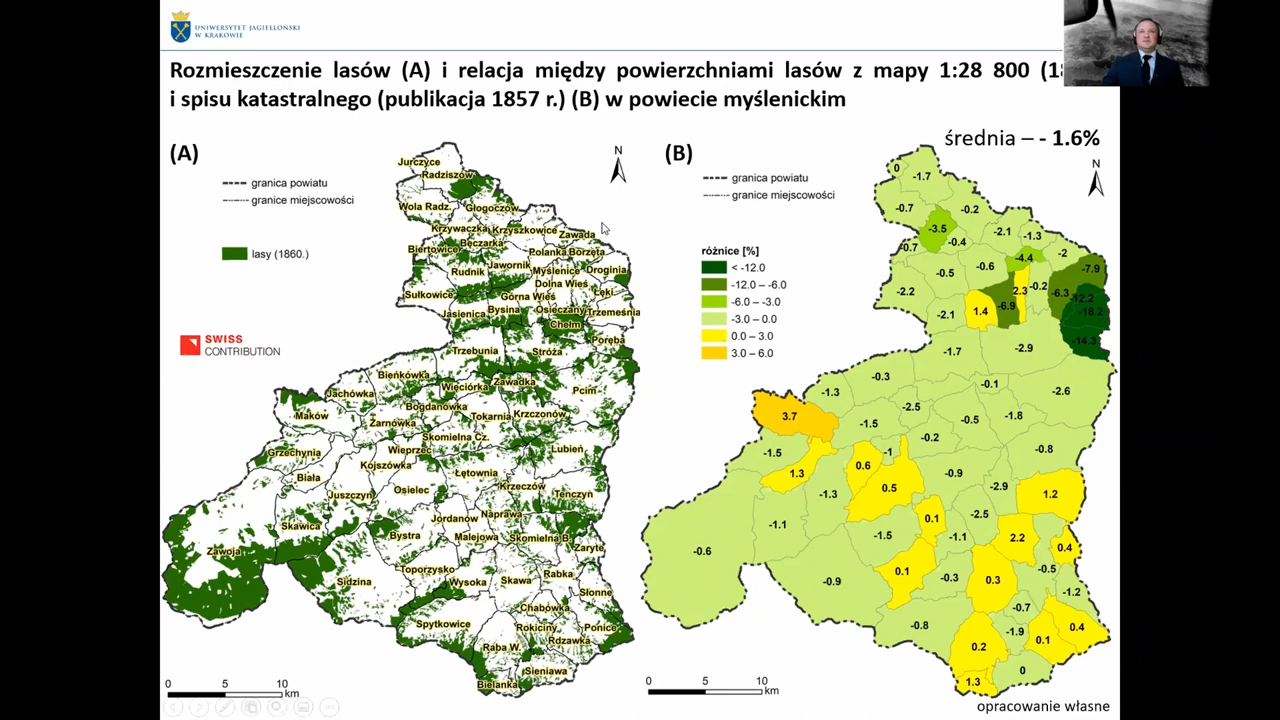 UNIWERSYTET JAGIELLOŃSKI
W KRAKOWIE
Rozmieszczenie lasów (A) i relacja między powierzchniami lasów z mapy 1:28 800
i spisu katastralnego (publikacja 1857 r.) (B) w powiecie myślenickim
(A)
N
granica powiatu
granice miejscowości
lasy (1860.)
SWISS
CONTRIBUTION
Jurczyce
Radziszów
Wola Radz.
Głogoczów
Krzywaczka
Krzyszkowice
Zawada
Bęczarka
Biertowice
Polanka
Borzęta
Jawornik
Rudnik
Myślenice
Droginia
Dolna Wieś
Sułkowice
Górna Wieś
Łęki
Jasienica
Bysina
Osieczany
Trzemeśnia
Chełm
Poręba
Trzebunia
Stróża
Bieńkówka
Więciórka
Zawadka
Jachówka
Pcim
Bogdanówka
Maków
Tokarnia
Krzczonów
Żarnówka
Skomielna Cz.
Grzechynia
Wieprzec
Lubień
Kojszówka
Biała
Łętownia
Juszczyn
Osielec
Krzeczów
Tenczyn
Skawica
Jordanów
Naprawa
Bystra
Malejowa
Skomielna B.
Zawoja
Zaryte
Toporzysko
Sidzina
Wysoka
Skawa
Rabka
Słonne
Chabówka
Spytkowice
Rokiciny
Ponice
Rdzawka
Raba W.
Sieniawa
Bielanka
0 5 10
km
(B)
średnia – - 1.6%
N
granica powiatu
granice miejscowości
różnice [%]
< -12.0
-12.0 – -6.0
-6.0 – -3.0
-3.0 – 0.0
0.0 – 3.0
3.0 – 6.0
0
-1.7
-0.7
-0.2
-3.5
-2.1
-1.3
-0.7
-0.4
-4.4
-2
-0.5
-0.6
-7.9
-2.2
2.3
-0.2
-6.3
-12.2
1.4
-6.9
-18.2
-2.1
-14.3
-1.7
-2.9
-0.3
-0.1
-1.3
-2.6
3.7
-2.5
-1.5
-0.5
-1.8
-0.2
-1.5
-1
-0.8
1.3
0.6
-0.9
-1.3
0.5
-2.9
1.2
-1.1
0.1
-2.5
-1.5
-1.1
2.2
0.4
-0.6
0.1
-0.3
0.3
-0.5
-0.9
-1.2
-0.7
-0.8
-1.9
0.1
0.4
0.2
0
1.3
0 5 10
km
opracowanie własne